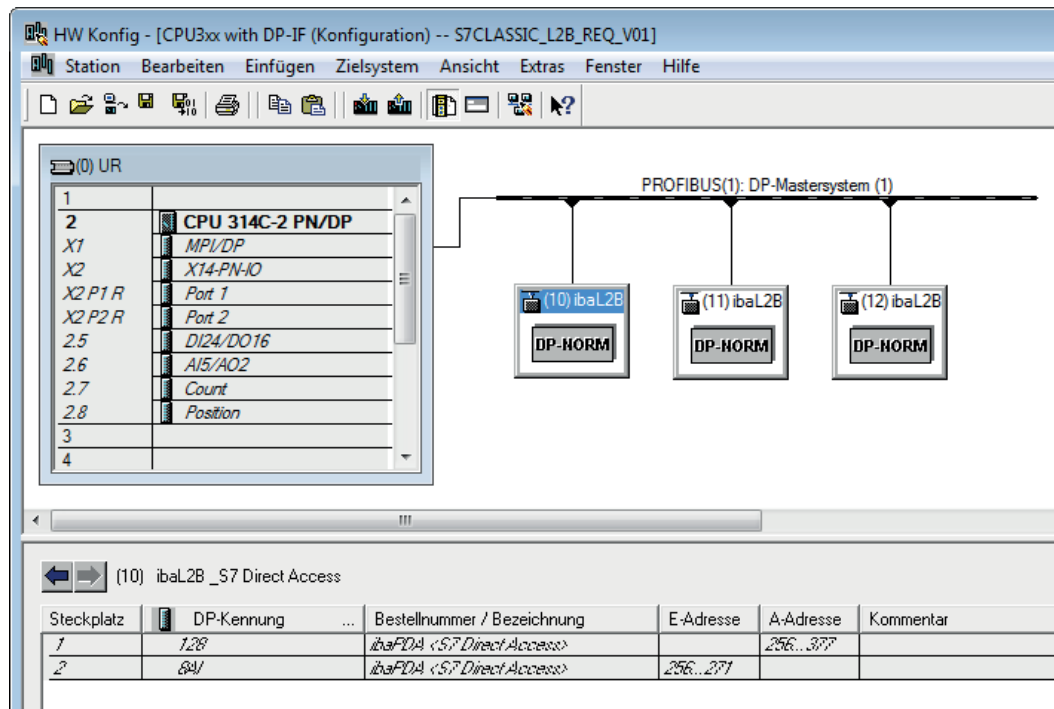 HW Konfig - [CPU3xx with DP-IF (Konfiguration) -- S7CLASSIC_L2B_REQ_V01]
Station Bearbeiten Einfügen Zielsystem Ansicht Extras Fenster Hilfe
(0) UR
1
2 CPU 314C-2 PN/DP
X1 MPI/DP
X2 X14-PN-IO
X2 P1 R Port 1
X2 P2 R Port 2
2.5 DI24/DO16
2.6 AI5/AO2
2.7 Count
2.8 Position
3
4
PROFIBUS(1): DP-Mastersystem (1)
(10) ibaL2B (11) ibaL2B (12) ibaL2B
DP-NORM DP-NORM DP-NORM
(10) ibaL2B _S7 Direct Access
Steckplatz DP-Kennung ... Bestellnummer / Bezeichnung E-Adresse A-Adresse Kommentar
1 128 ibaPDA <S7 Direct Access> 256...377
2 8AI ibaPDA <S7 Direct Access> 256...271